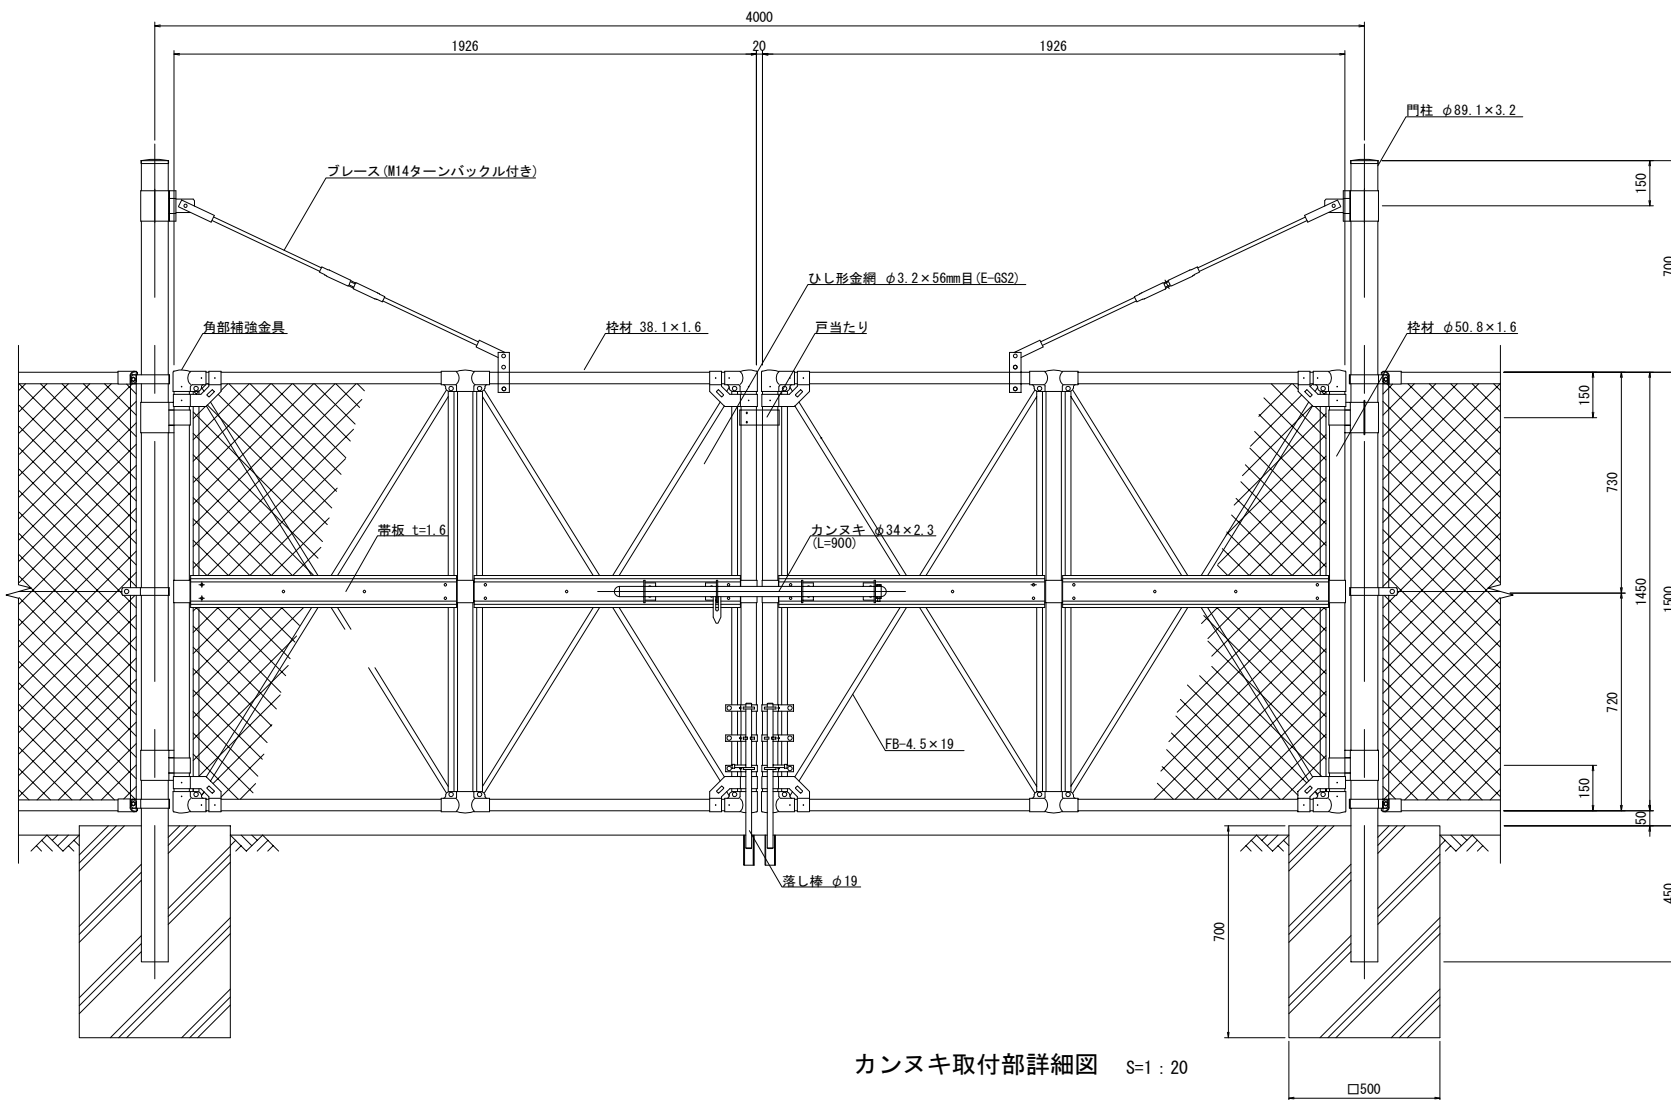 4000
1926
20
1926
門柱 φ89.1×3.2
ブレース(M14ターンバックル付き)
150
700
ひし形金網 φ3.2×56mm目(E-GS2)
角部補強金具
枠材 38.1×1.6
戸当たり
枠材 φ50.8×1.6
150
730
帯板 t=1.6
カンヌキ φ34×2.3
(L=900)
1450
1500
720
FB-4.5×19
150
50
落し棒 φ19
450
700
カンヌキ取付部詳細図 S=1:20
□500